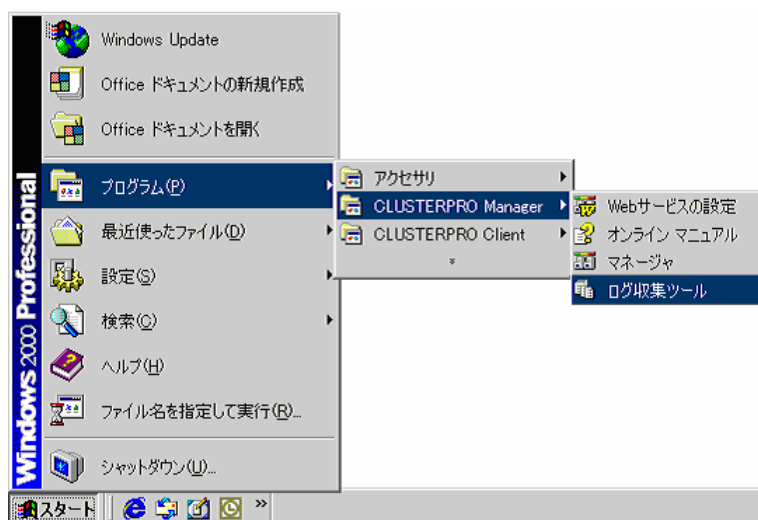 Windows Update
Office ドキュメントの新規作成
Office ドキュメントを開く
プログラム(P)
最近使ったファイル(D)
設定(S)
検索(C)
ヘルプ(H)
ファイル名を指定して実行(R)...
シャットダウン(U)...
Windows 2000 Professional
アクセサリ
CLUSTERPRO Manager
CLUSTERPRO Client
Webサービスの設定
オンライン マニュアル
マネージャ
ログ収集ツール
スタート